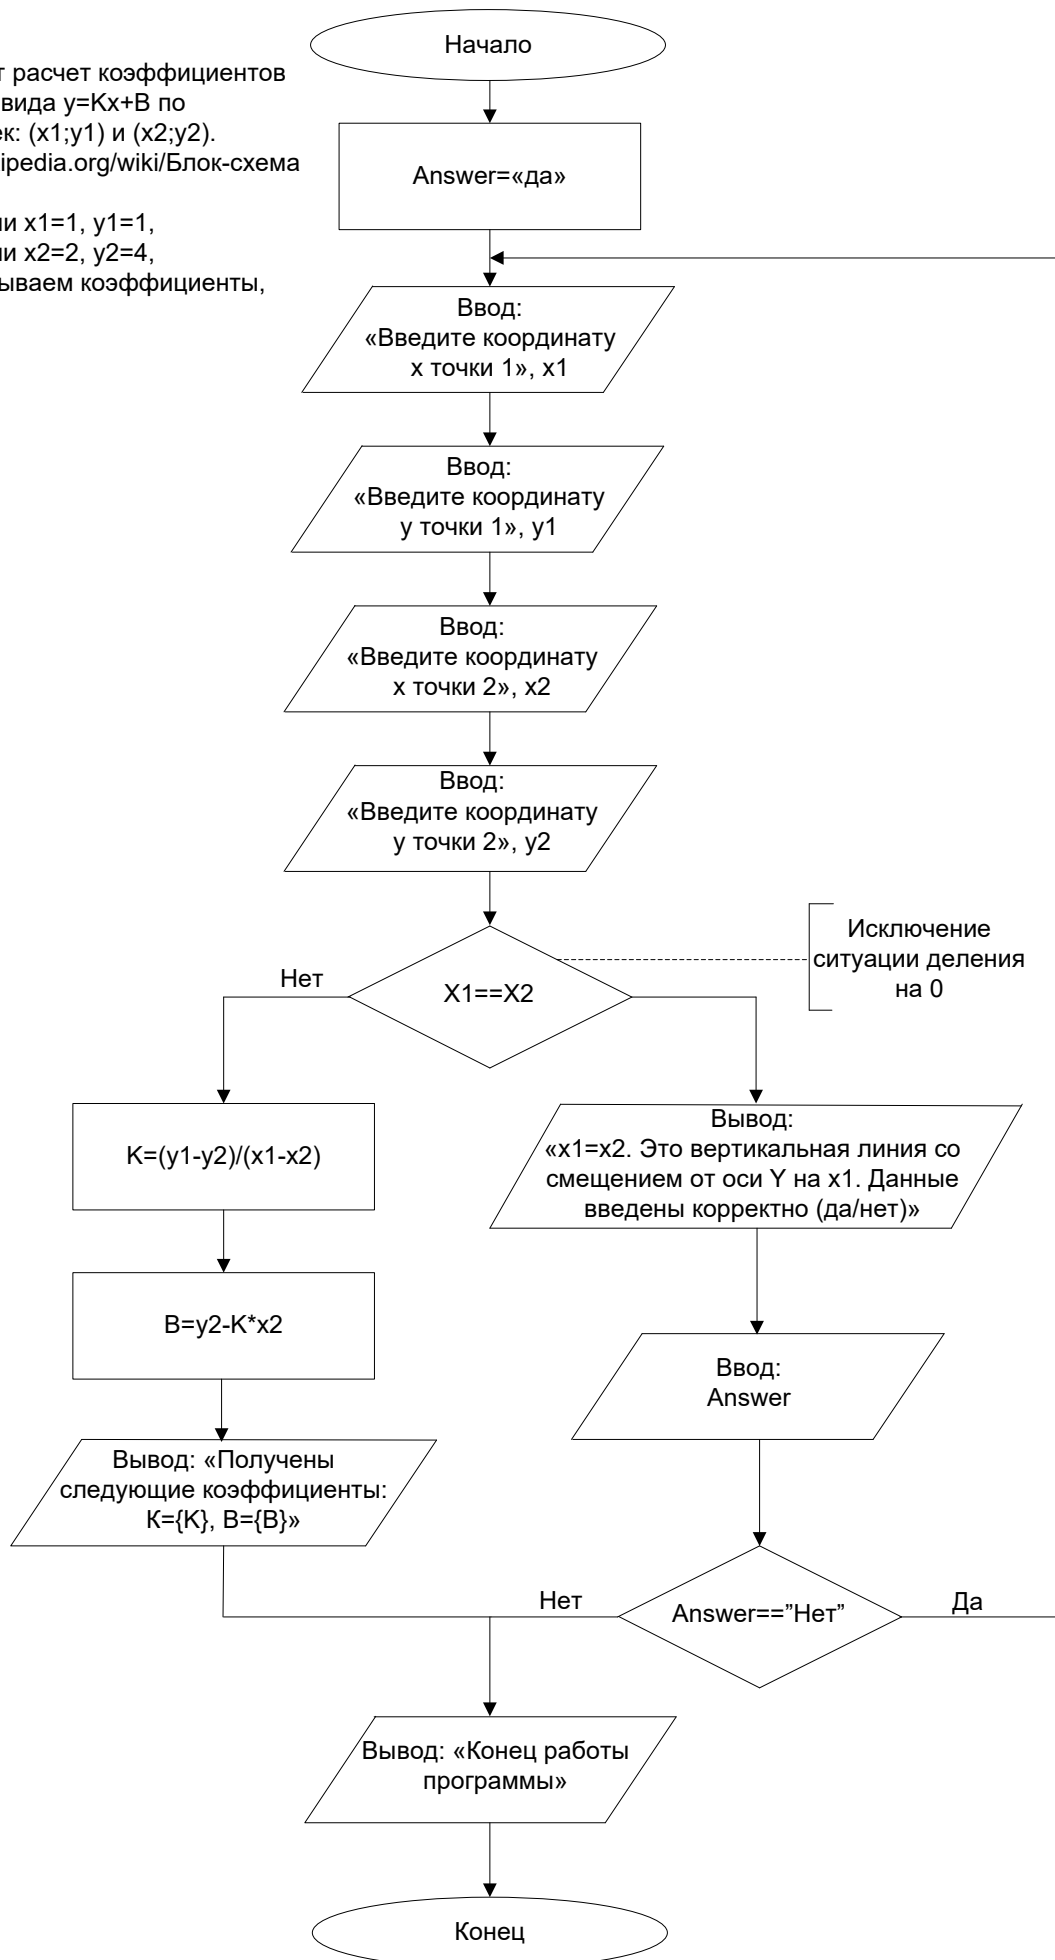 Начало
т расчет коэффициентов
вида y=Kx+B по
ек: (x1;y1) и (x2;y2).
ipedia.org/wiki/Блок-схема
ии x1=1, y1=1,
ии x2=2, y2=4,
ываем коэффициенты,
Answer=«да»
Ввод:
«Введите координату
x точки 1», x1
Ввод:
«Введите координату
y точки 1», y1
Ввод:
«Введите координату
x точки 2», x2
Ввод:
«Введите координату
y точки 2», y2
Исключение
ситуации деления
на 0
Нет
X1==X2
K=(y1-y2)/(x1-x2)
Вывод:
«x1=x2. Это вертикальная линия со
смещением от оси Y на x1. Данные
введены корректно (да/нет)»
B=y2-K*x2
Ввод:
Answer
Вывод: «Получены
следующие коэффициенты:
K={K}, B={B}»
Нет
Answer==”Нет”
Да
Вывод: «Конец работы
программы»
Конец